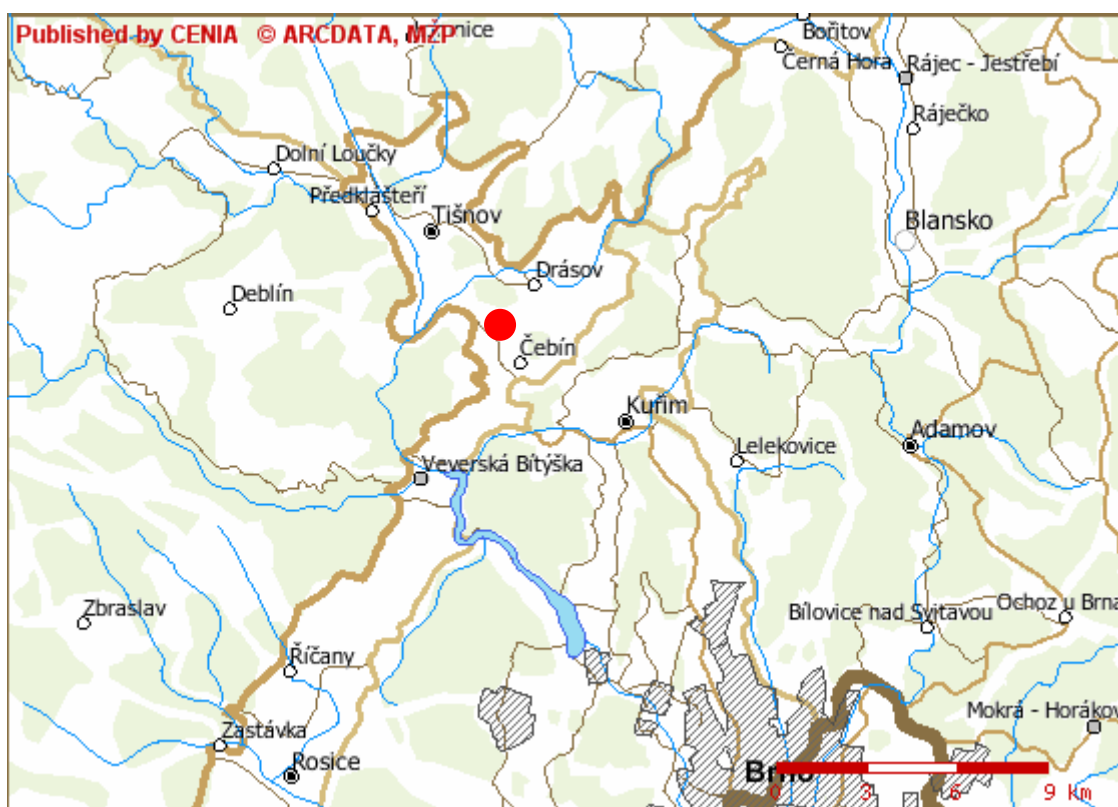 Published by CENIA © ARCDATA, MŽP
Bořitov
Černá Hora
Rájec - Jestřebí
Ráječko
Dolní Loučky
Předklášteří
Tišnov
Blansko
Drásov
Deblín
Čebín
Kuřim
Adamov
Lelekovice
Veverská Bítýška
Zbraslav
Ochoz u Brna
Bílovice nad Svitavou
Říčany
Mokrá - Horákov
Zastávka
Rosice
Brno
0 3 6 9 km